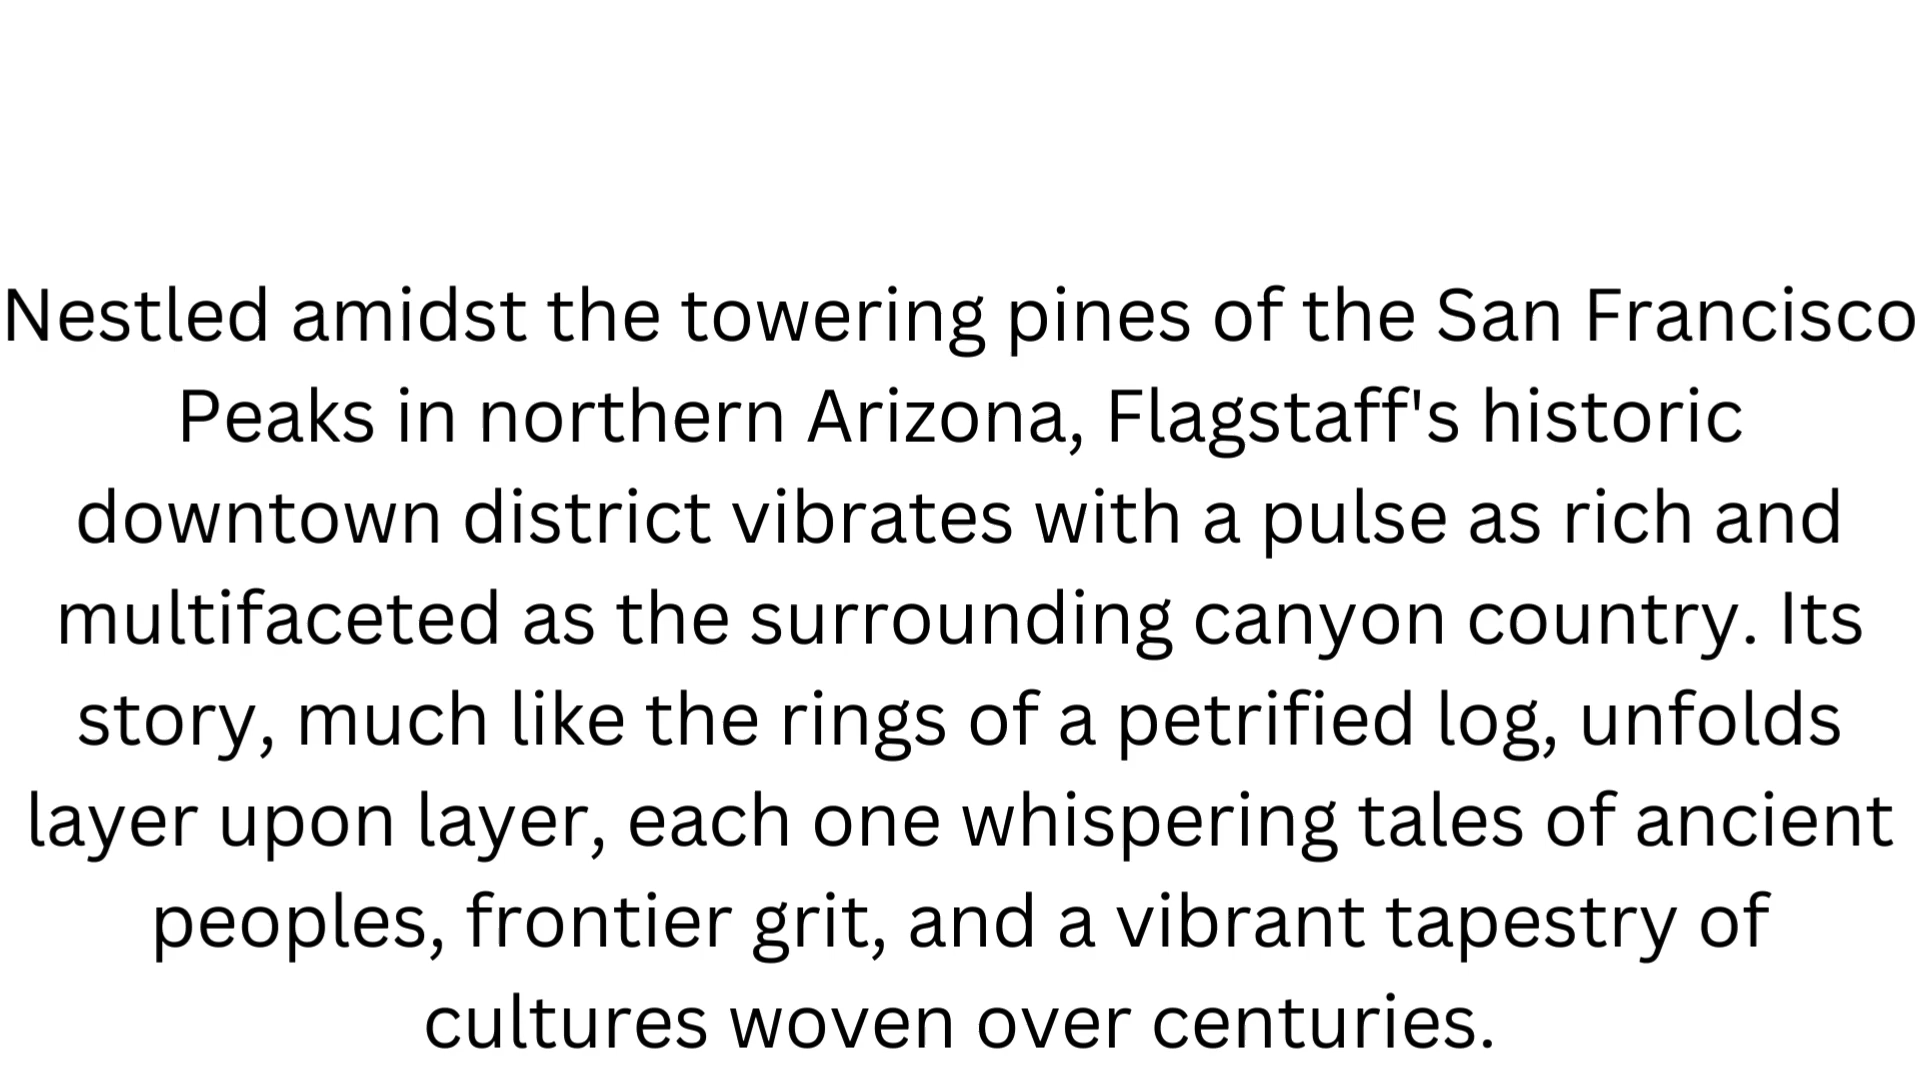 Nestled amidst the towering pines of the San Francisco
Peaks in northern Arizona, Flagstaff's historic
downtown district vibrates with a pulse as rich and
multifaceted as the surrounding canyon country. Its
story, much like the rings of a petrified log, unfolds
layer upon layer, each one whispering tales of ancient
peoples, frontier grit, and a vibrant tapestry of
cultures woven over centuries.